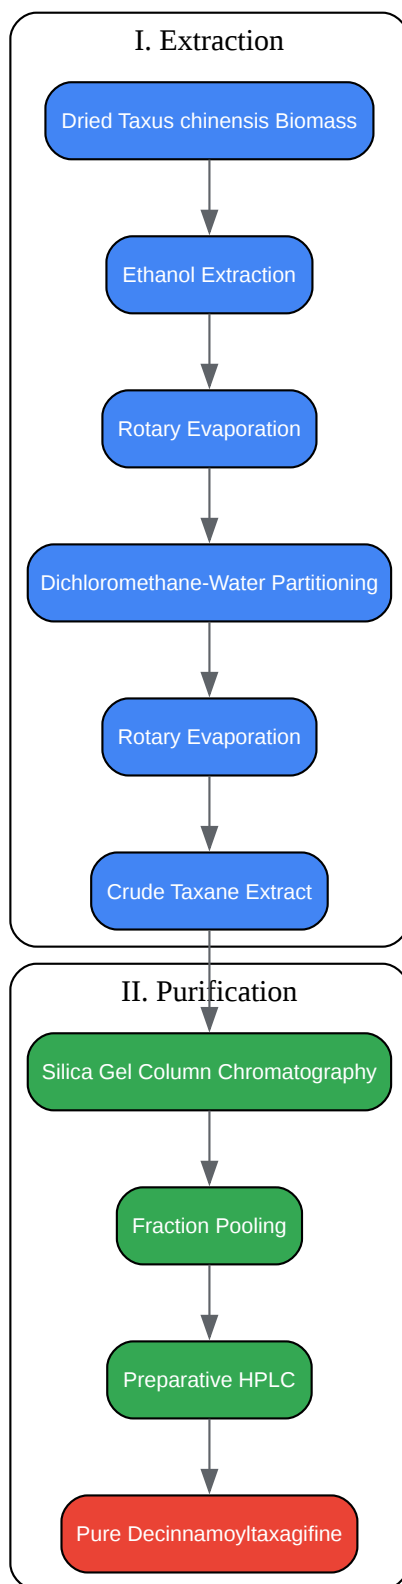 I. Extraction
Dried Taxus chinensis Biomass
Ethanol Extraction
Rotary Evaporation
Dichloromethane-Water Partitioning
Rotary Evaporation
Crude Taxane Extract
II. Purification
Silica Gel Column Chromatography
Fraction Pooling
Preparative HPLC
Pure Decinnamoyltaxagifine